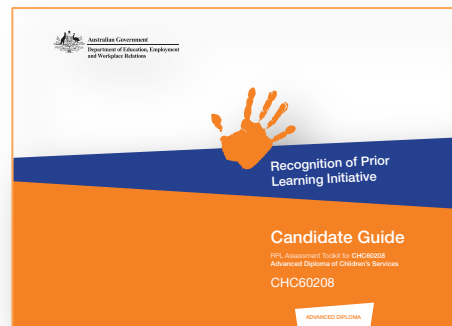 Australian Government
Department of Education, Employment
and Workplace Relations
Recognition of Prior
Learning Initiative
Candidate Guide
RPL Assessment Toolkit for CHC60208
Advanced Diploma of Children's Services
CHC60208
ADVANCED DIPLOMA